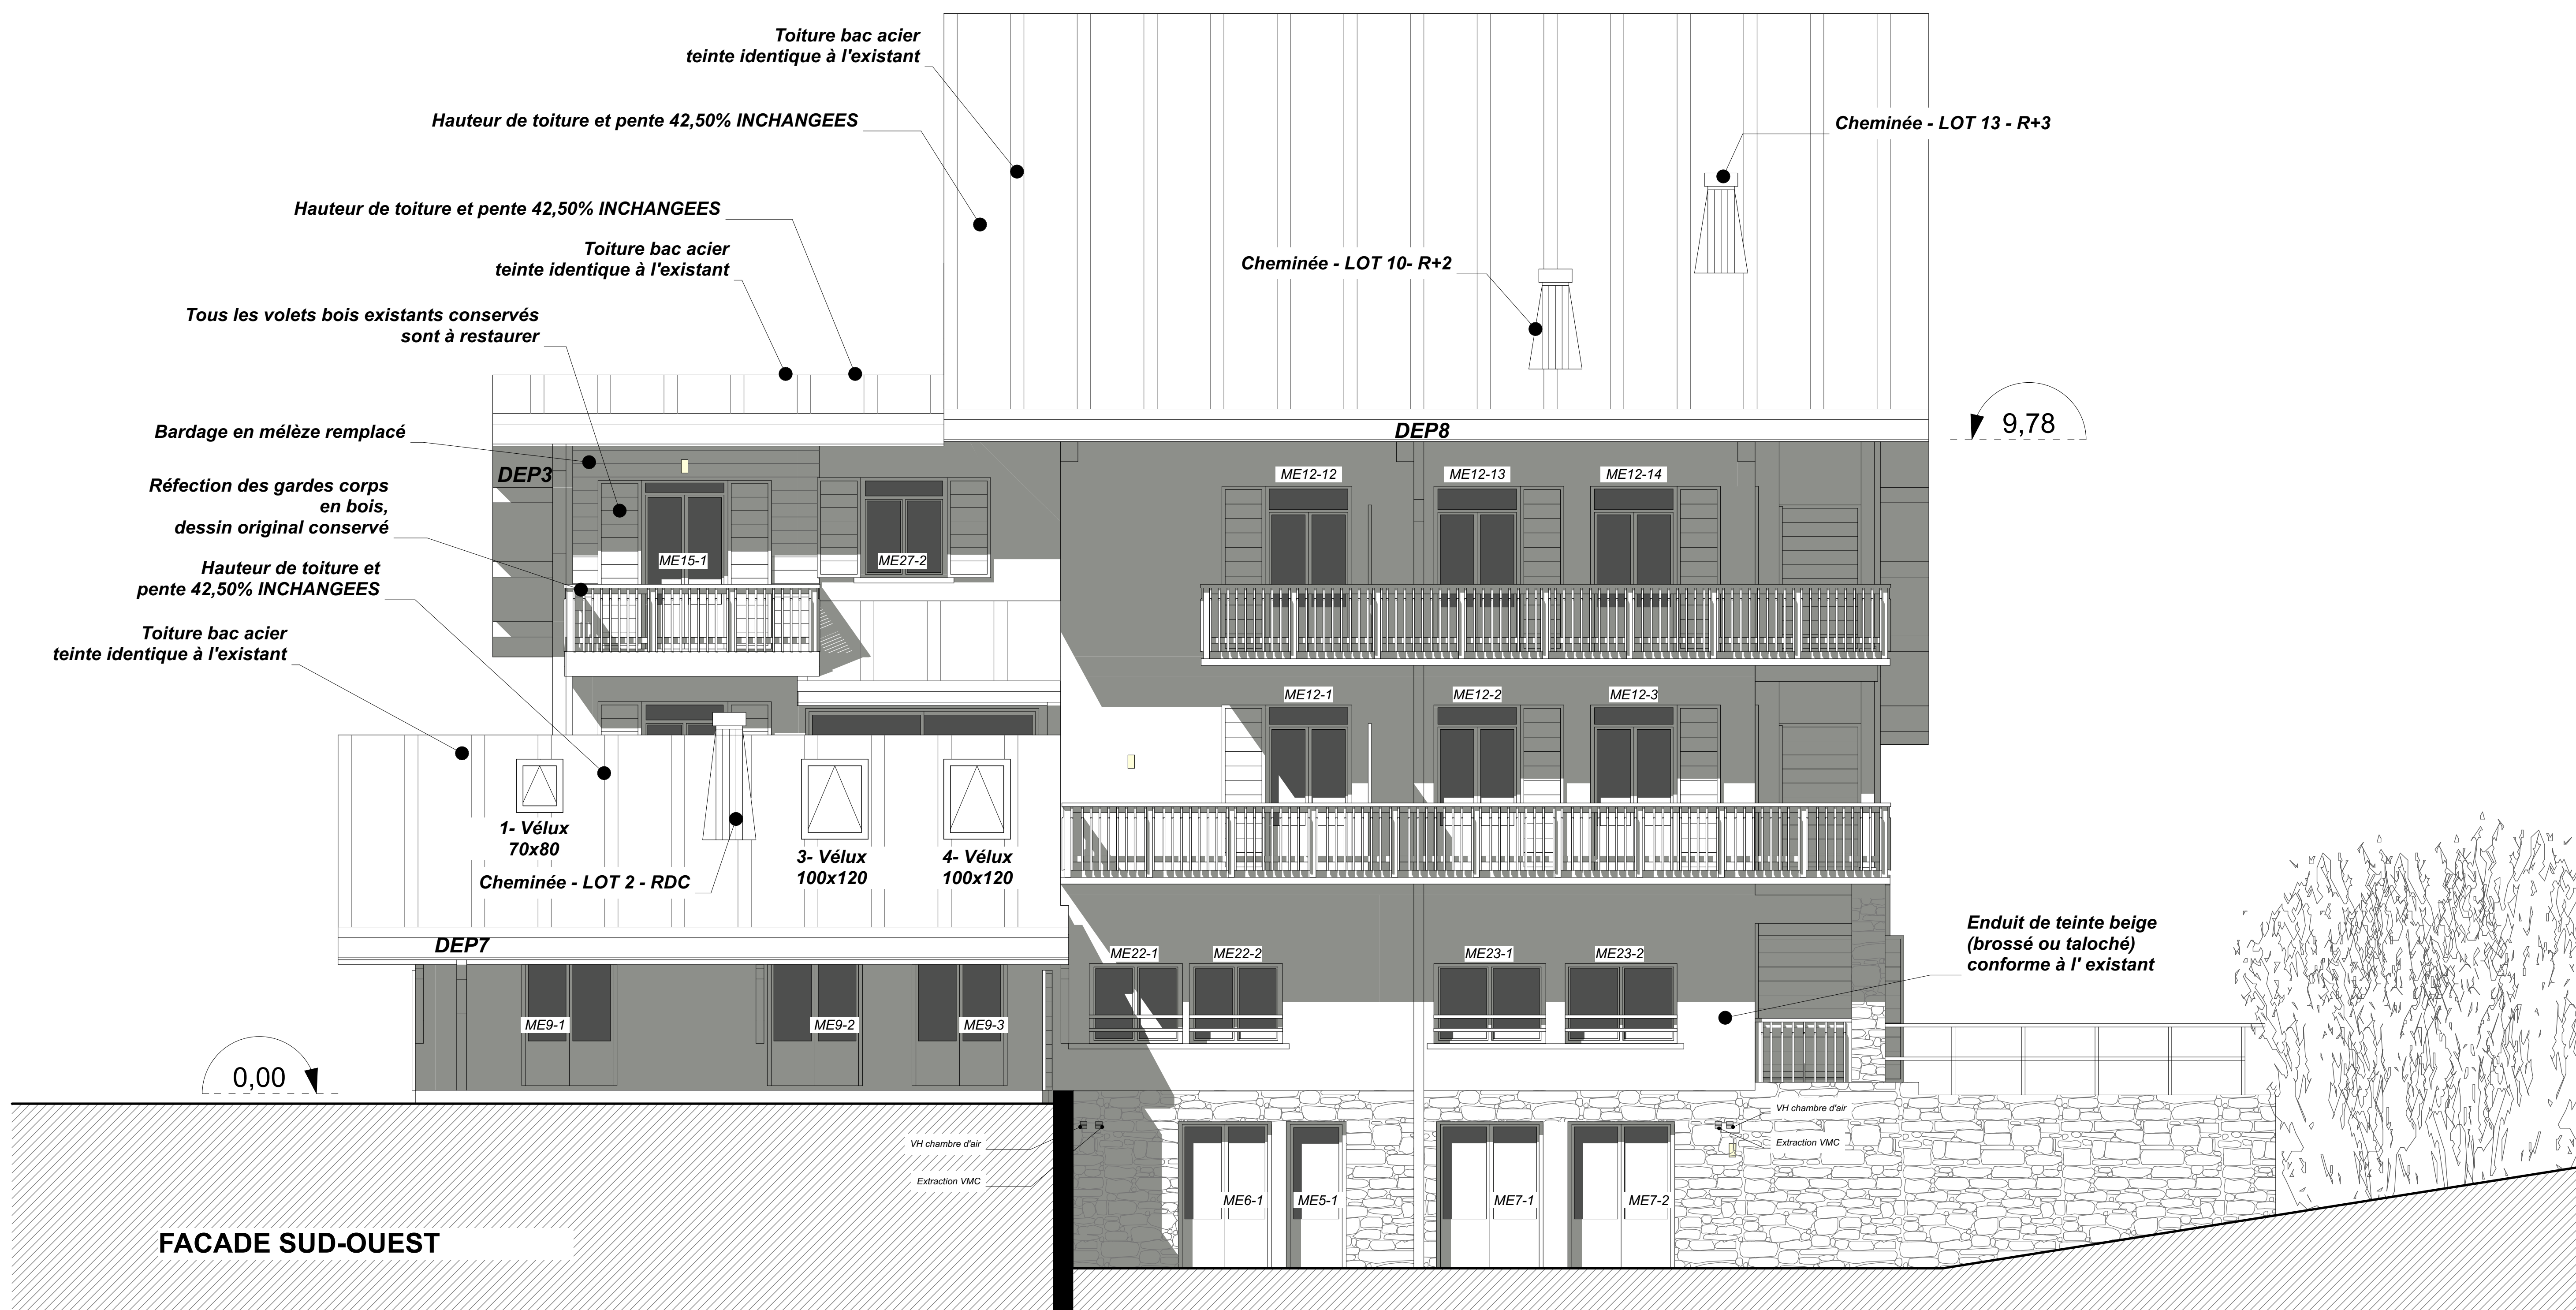 Toiture bac acier
teinte identique à l'existant
Hauteur de toiture et pente 42,50% INCHANGEES
Cheminée - LOT 13 - R+3
Hauteur de toiture et pente 42,50% INCHANGEES
Toiture bac acier
teinte identique à l'existant
Cheminée - LOT 10- R+2
Tous les volets bois existants conservés
sont à restaurer
Bardage en mélèze remplacé
DEP8
9,78
DEP3
ME12-12
ME12-13
ME12-14
Réfection des gardes corps
en bois,
dessin original conservé
ME15-1
ME27-2
Hauteur de toiture et
pente 42,50% INCHANGEES
Toiture bac acier
teinte identique à l'existant
ME12-1
ME12-2
ME12-3
1- Vélux
70x80
3- Vélux
100x120
4- Vélux
100x120
Cheminée - LOT 2 - RDC
DEP7
ME22-1
ME22-2
ME23-1
ME23-2
Enduit de teinte beige
(brossé ou taloché)
conforme à l' existant
ME9-1
ME9-2
ME9-3
0,00
VH chambre d'air
Extraction VMC
VH chambre d'air
Extraction VMC
ME6-1
ME5-1
ME7-1
ME7-2
FACADE SUD-OUEST